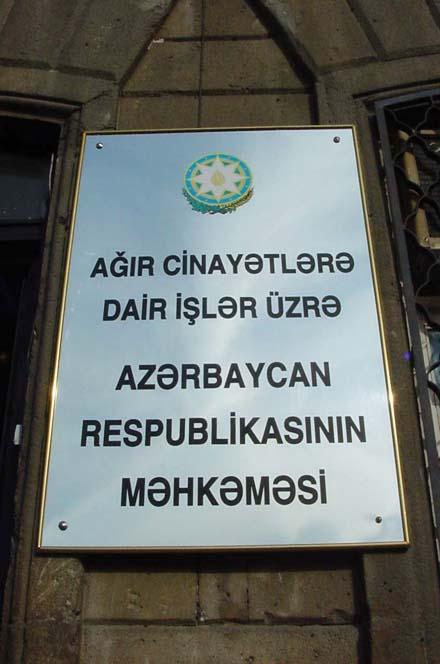 AĞIR CİNAYƏTLƏRƏ
DAİR İŞLƏR ÜZRƏ
AZƏRBAYCAN
RESPUBLİKASININ
MƏHKƏMƏSİ